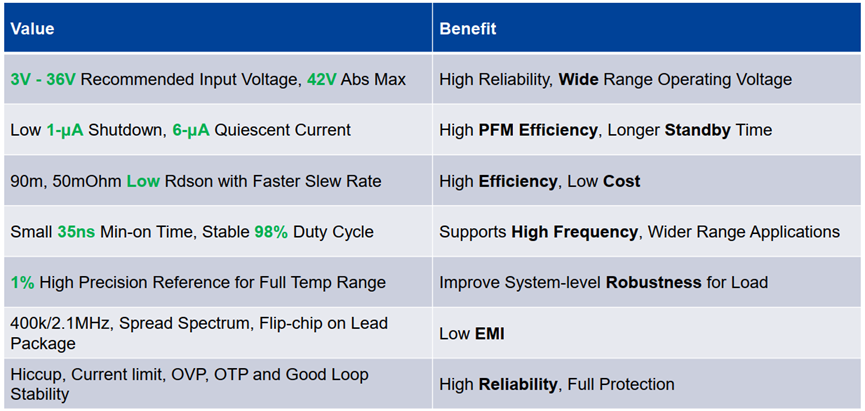 Value
Benefit
3V - 36V Recommended Input Voltage, 42V Abs Max
High Reliability, Wide Range Operating Voltage
Low 1-µA Shutdown, 6-µA Quiescent Current
High PFM Efficiency, Longer Standby Time
90m, 50mOhm Low Rdson with Faster Slew Rate
High Efficiency, Low Cost
Small 35ns Min-on Time, Stable 98% Duty Cycle
Supports High Frequency, Wider Range Applications
1% High Precision Reference for Full Temp Range
Improve System-level Robustness for Load
400k/2.1MHz, Spread Spectrum, Flip-chip on Lead
Package
Low EMI
Hiccup, Current limit, OVP, OTP and Good Loop
Stability
High Reliability, Full Protection